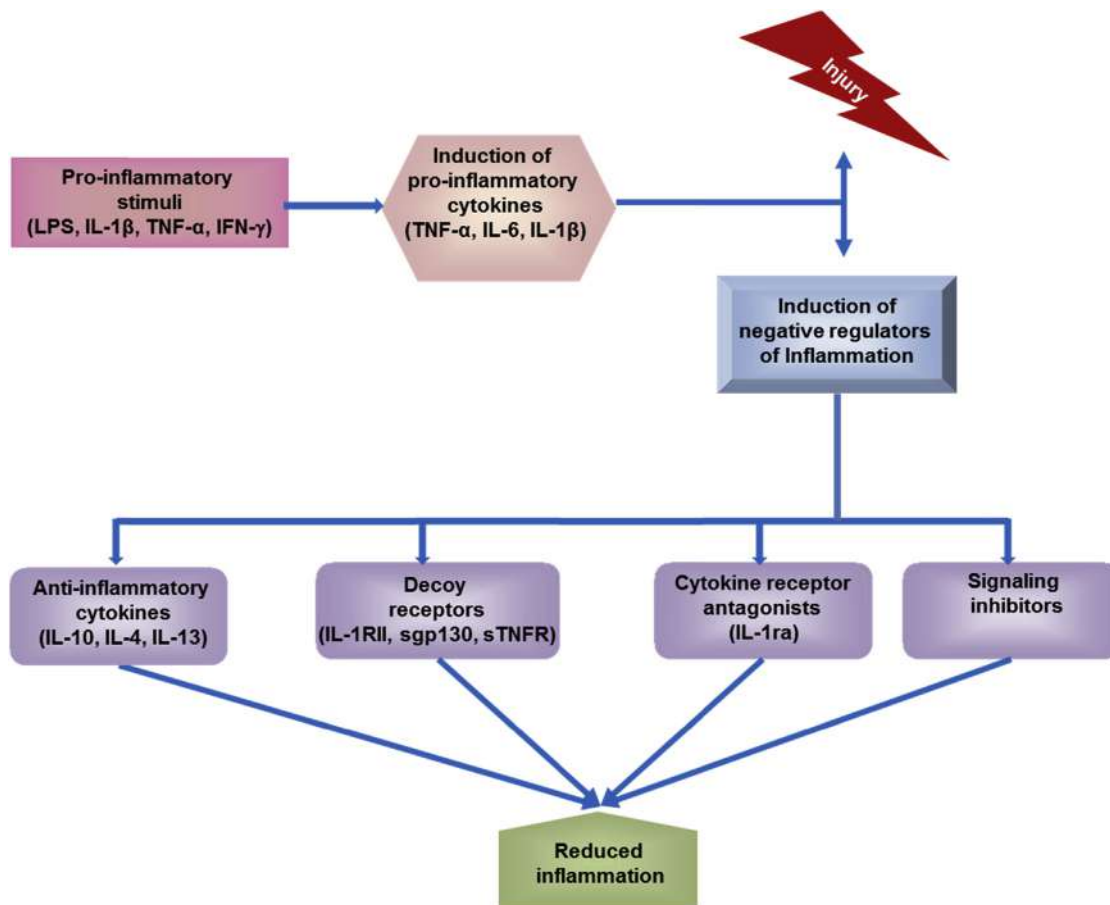 Injury
Pro-inflammatory
stimuli
(LPS, IL-1β, TNF-α, IFN-γ)
Induction of
pro-inflammatory
cytokines
(TNF-α, IL-6, IL-1β)
Induction of
negative regulators
of Inflammation
Anti-inflammatory
cytokines
(IL-10, IL-4, IL-13)
Decoy
receptors
(IL-1RII, sgp130, sTNFR)
Cytokine receptor
antagonists
(IL-1ra)
Signaling
inhibitors
Reduced
inflammation